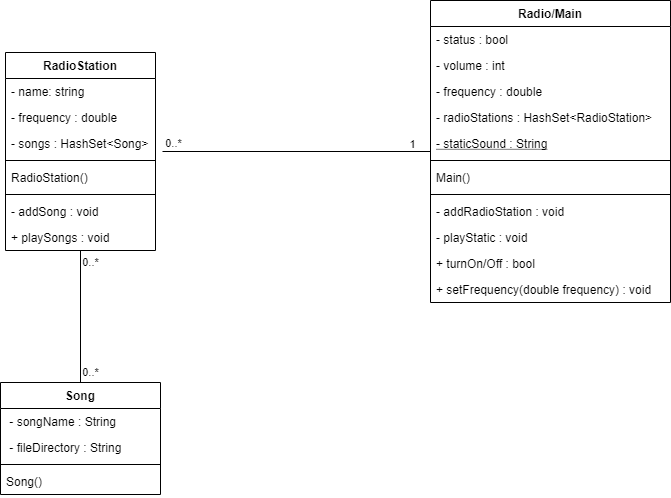 Radio/Main
- status : bool
- volume : int
- frequency : double
- radioStations : HashSet<RadioStation>
- staticSound : String
Main()
- addRadioStation : void
- playStatic : void
+ turnOn/Off : bool
+ setFrequency(double frequency) : void
RadioStation
- name: string
- frequency : double
- songs : HashSet<Song>
RadioStation()
- addSong : void
+ playSongs : void
0..*
1
0..*
0..*
Song
- songName : String
- fileDirectory : String
Song()